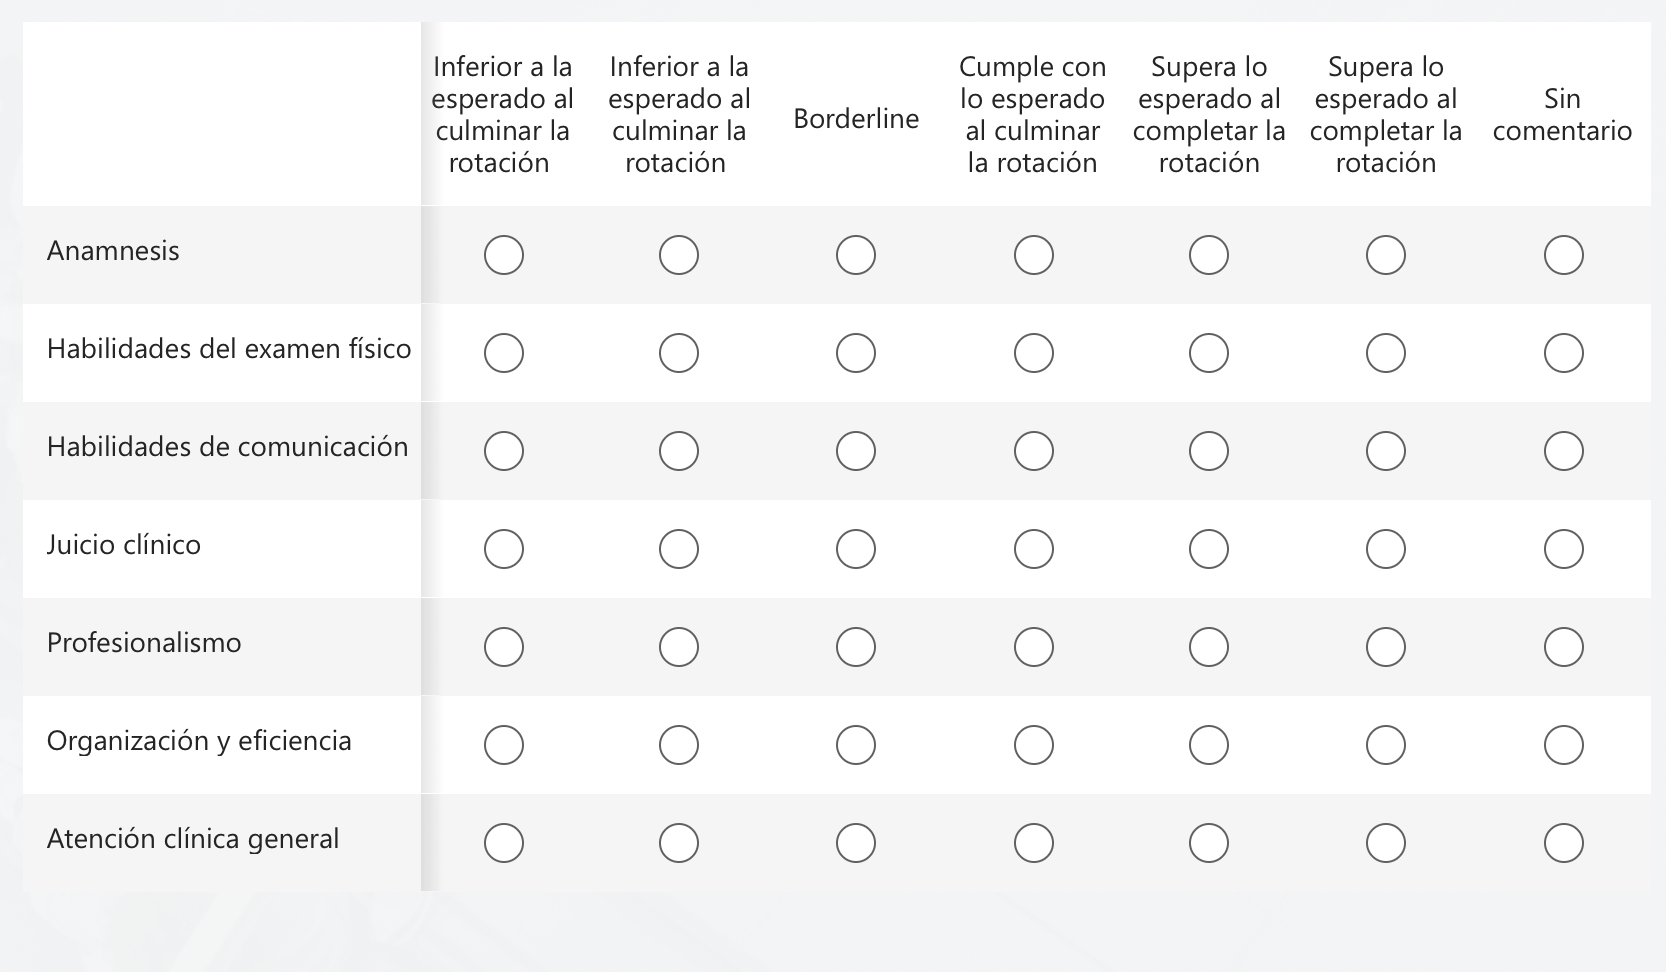 Inferior a la
esperado al
culminar la
rotación
Inferior a la
esperado al
culminar la
rotación
Borderline
Cumple con
lo esperado
al culminar
la rotación
Supera lo
esperado al
completar la
rotación
Supera lo
esperado al
completar la
rotación
Sin
comentario
Anamnesis
Habilidades del examen físico
Habilidades de comunicación
Juicio clínico
Profesionalismo
Organización y eficiencia
Atención clínica general